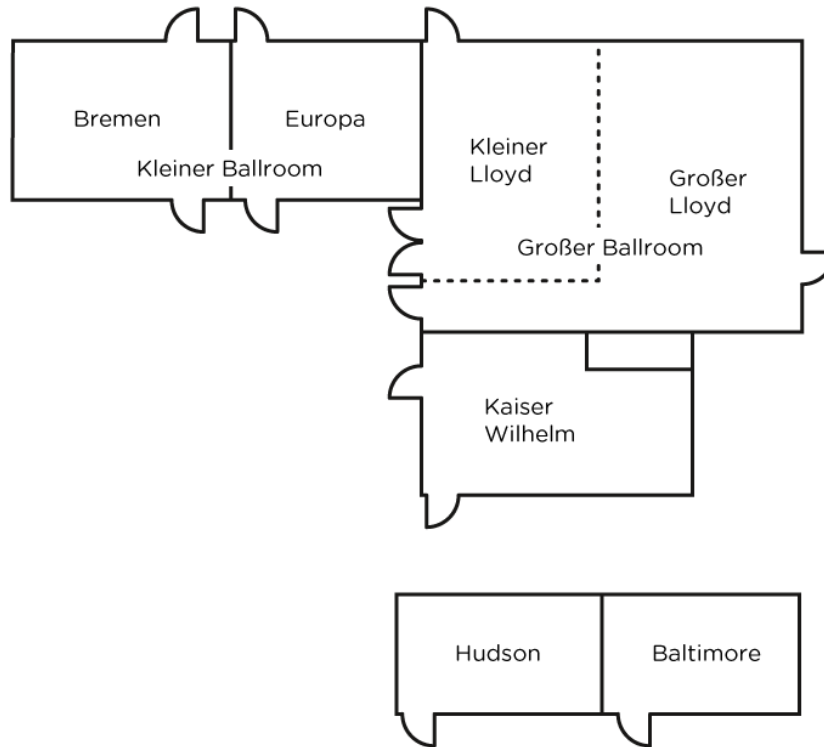 Bremen
Europa
Kleiner Ballroom
Kleiner
Lloyd
Großer
Lloyd
Großer Ballroom
Kaiser
Wilhelm
Hudson
Baltimore